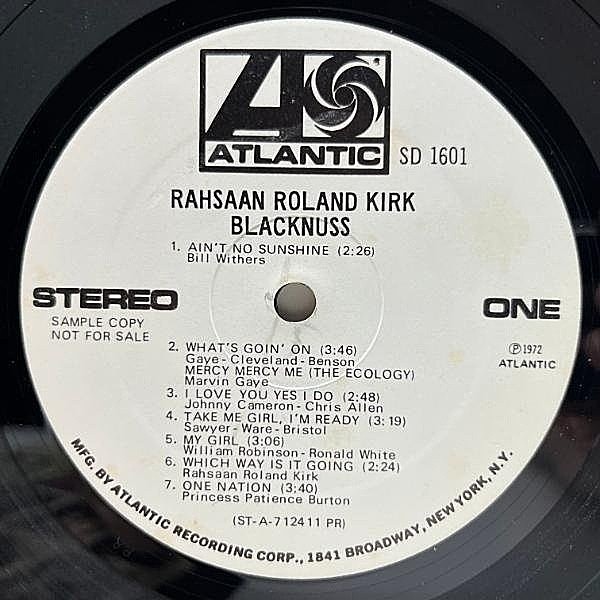 ATLANTIC
SD 1601
RAHSAAN ROLAND KIRK
BLACKNUSS
1. AIN'T NO SUNSHINE (2:26)
Bill Withers
STEREO
ONE
SAMPLE COPY
NOT FOR SALE
℗ 1972
ATLANTIC
2. WHAT'S GOIN' ON (3:46)
Gaye - Cleveland - Benson
MERCY MERCY ME (THE ECOLOGY)
Marvin Gaye
3. I LOVE YOU YES I DO (2:48)
Johnny Cameron - Chris Allen
4. TAKE ME GIRL, I'M READY (3:19)
Sawyer - Ware - Bristol
5. MY GIRL (3:06)
William Robinson - Ronald White
6. WHICH WAY IS IT GOING (2:24)
Rahsaan Roland Kirk
7. ONE NATION (3:40)
Princess Patience Burton
(ST-A-712411 PR)
MFG. BY ATLANTIC RECORDING CORP., 1841 BROADWAY, NEW YORK, N.Y.